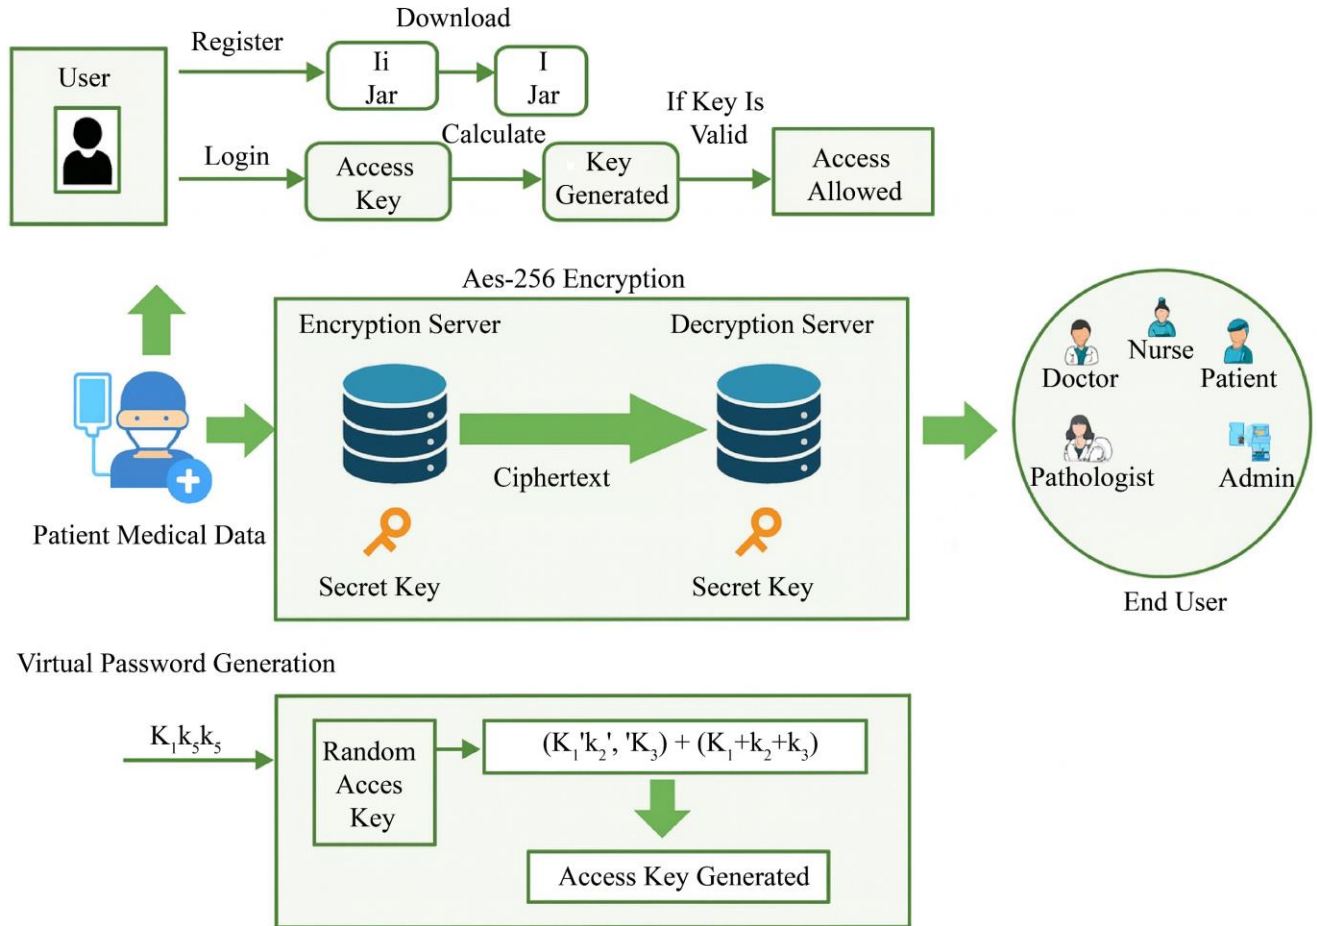 Download
Register
User
Ii
Jar
I
Jar
If Key Is
Valid
Calculate
Login
Access
Key
Key
Generated
Access
Allowed
Aes-256 Encryption
Encryption Server
Decryption Server
Nurse
Doctor
Patient
Ciphertext
Pathologist
Admin
Patient Medical Data
Secret Key
Secret Key
End User
Virtual Password Generation
K₁k₅k₅
Random
Acces
Key
(K₁'k₂', 'K₃) + (K₁+k₂+k₃)
Access Key Generated